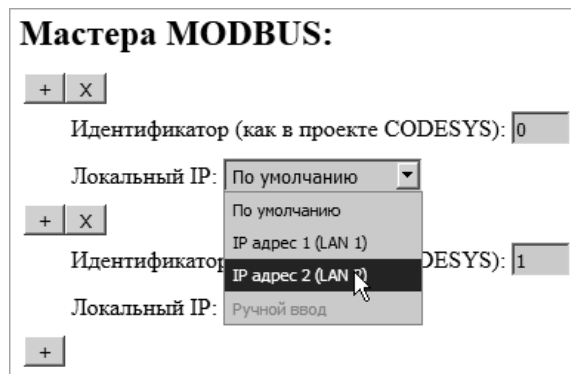 Мастера MODBUS:
+ X
Идентификатор (как в проекте CODESYS): 0
Локальный IP: По умолчанию
По умолчанию
+ X
IP адрес 1 (LAN 1)
Идентификатор DESYS): 1
IP адрес 2 (LAN
Локальный IP: Ручной ввод
+